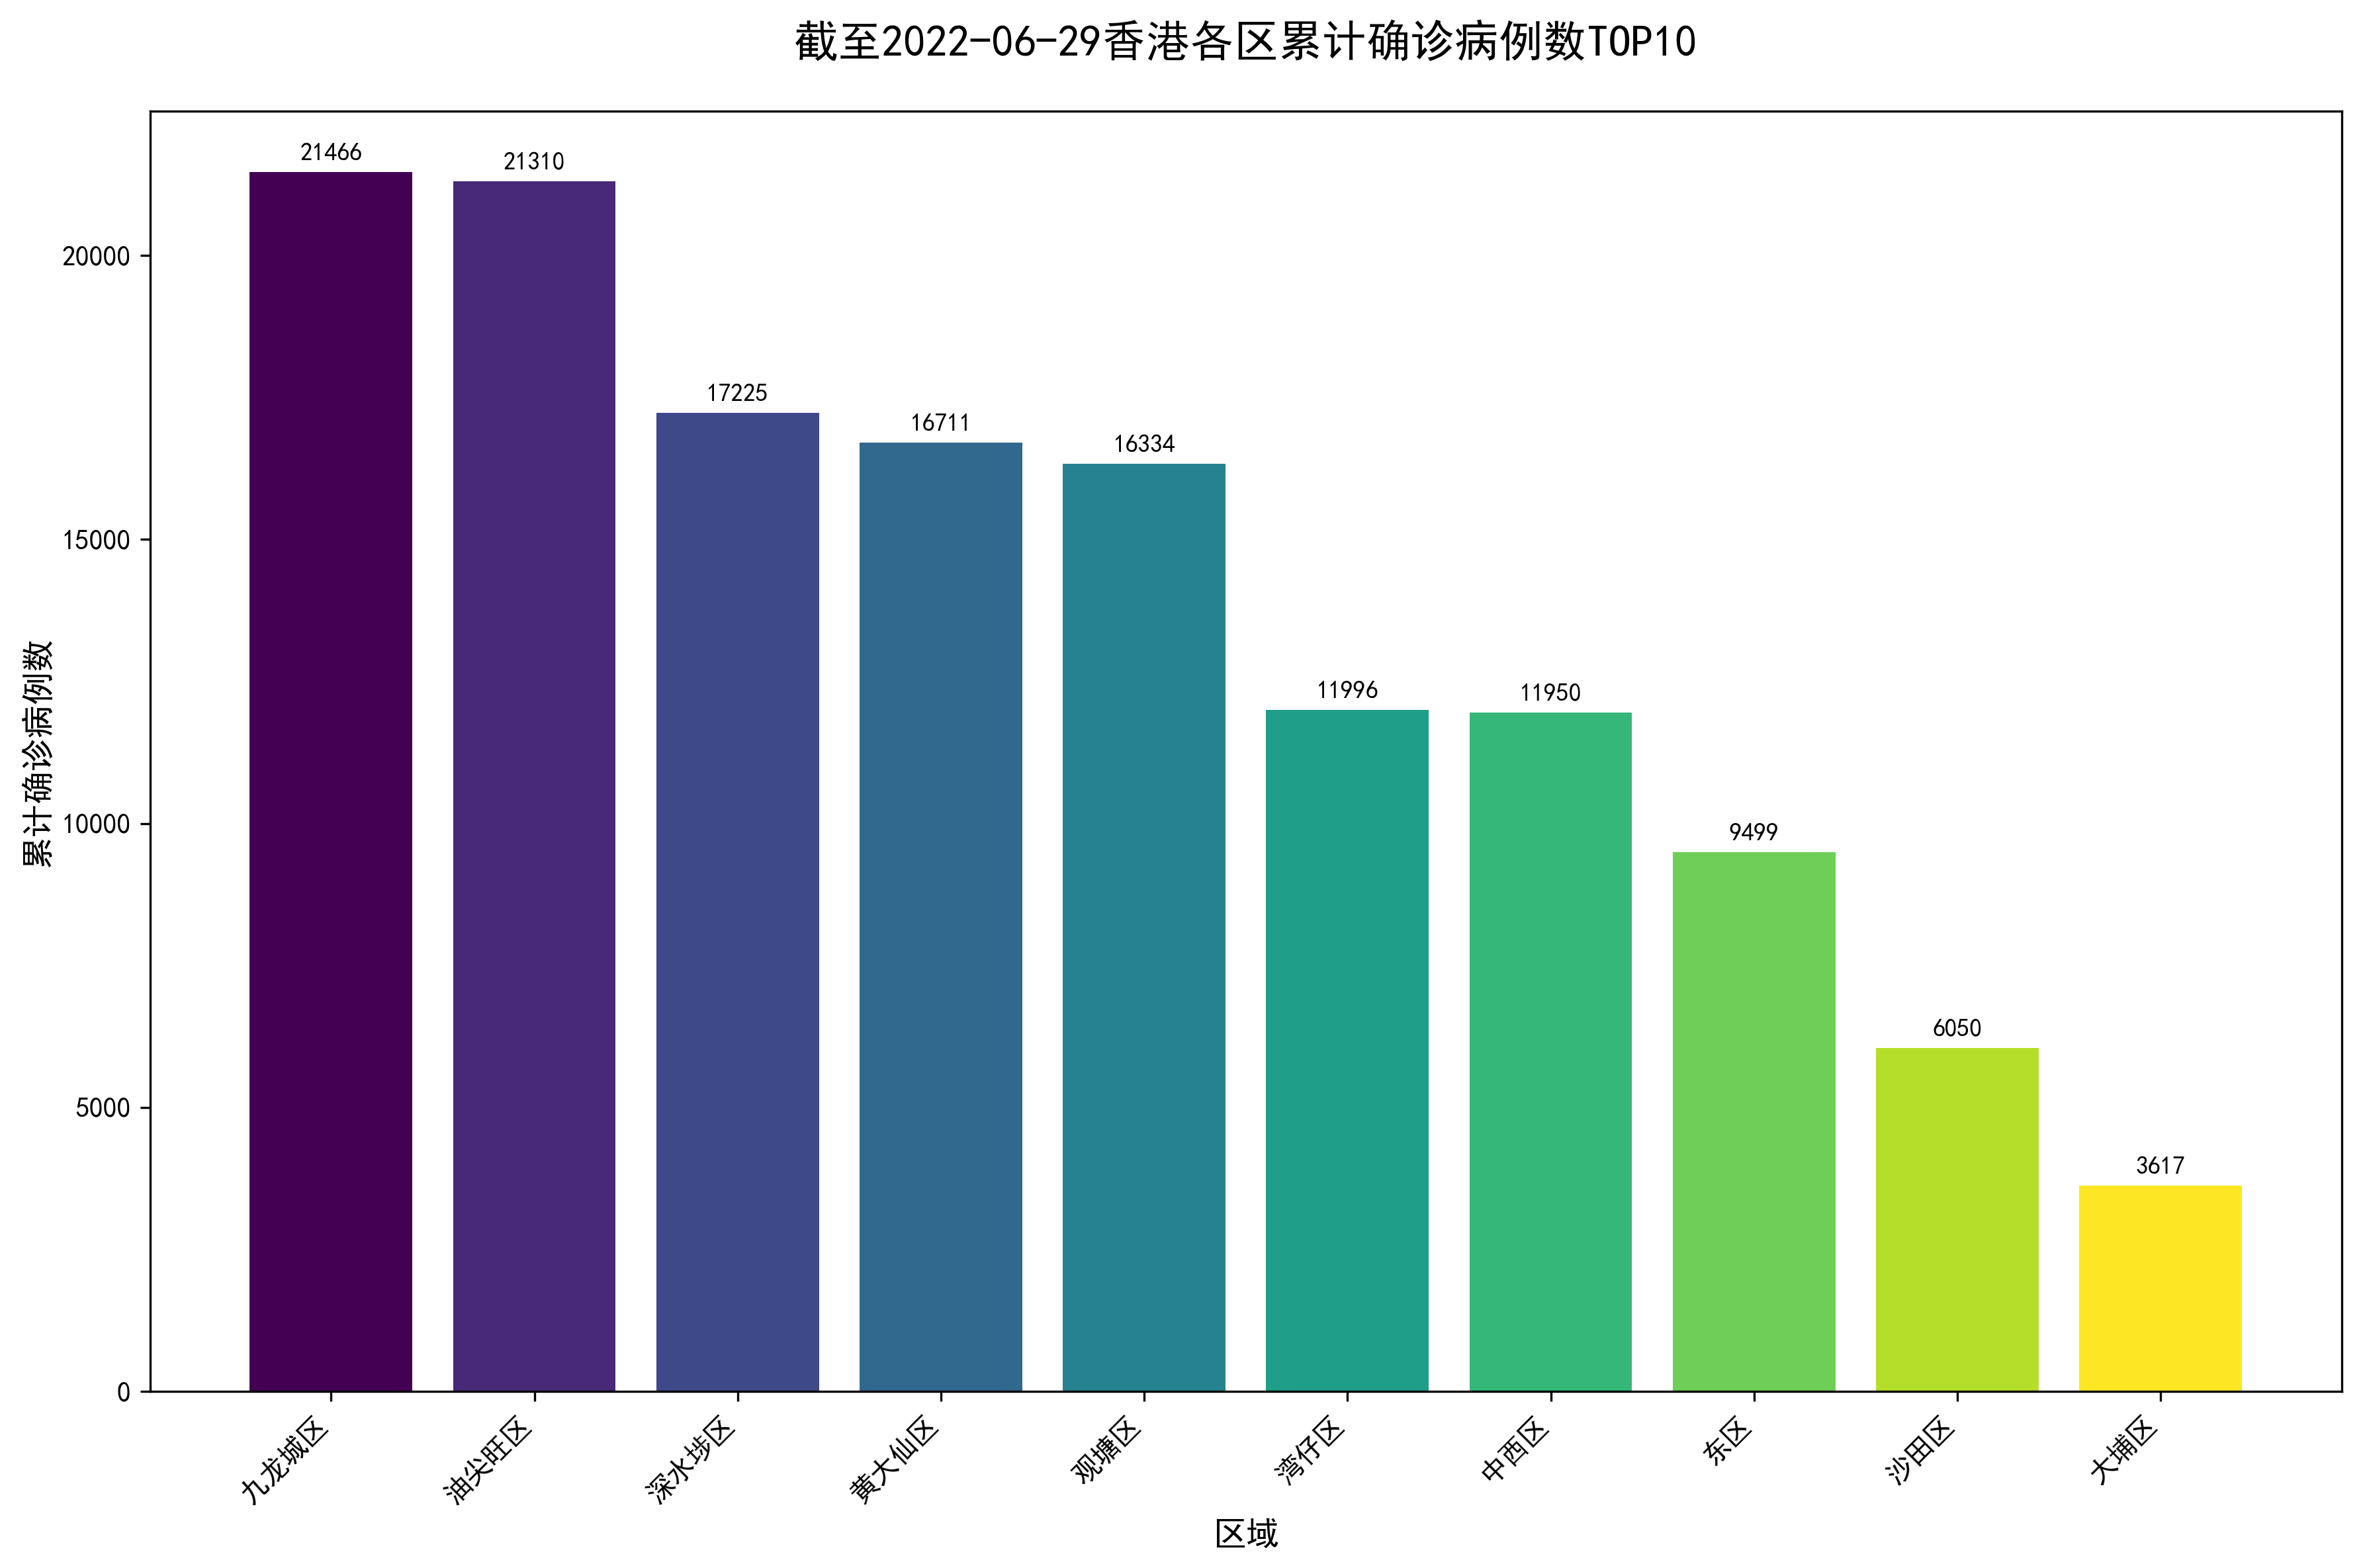 截至2022-06-29香港各区累计确诊病例数TOP10
累计确诊病例数
20000
15000
10000
5000
0
21466
21310
17225
16711
16334
11996
11950
9499
6050
3617
九龙城区
油尖旺区
深水埗区
黄大仙区
观塘区
湾仔区
中西区
东区
沙田区
大埔区
区域